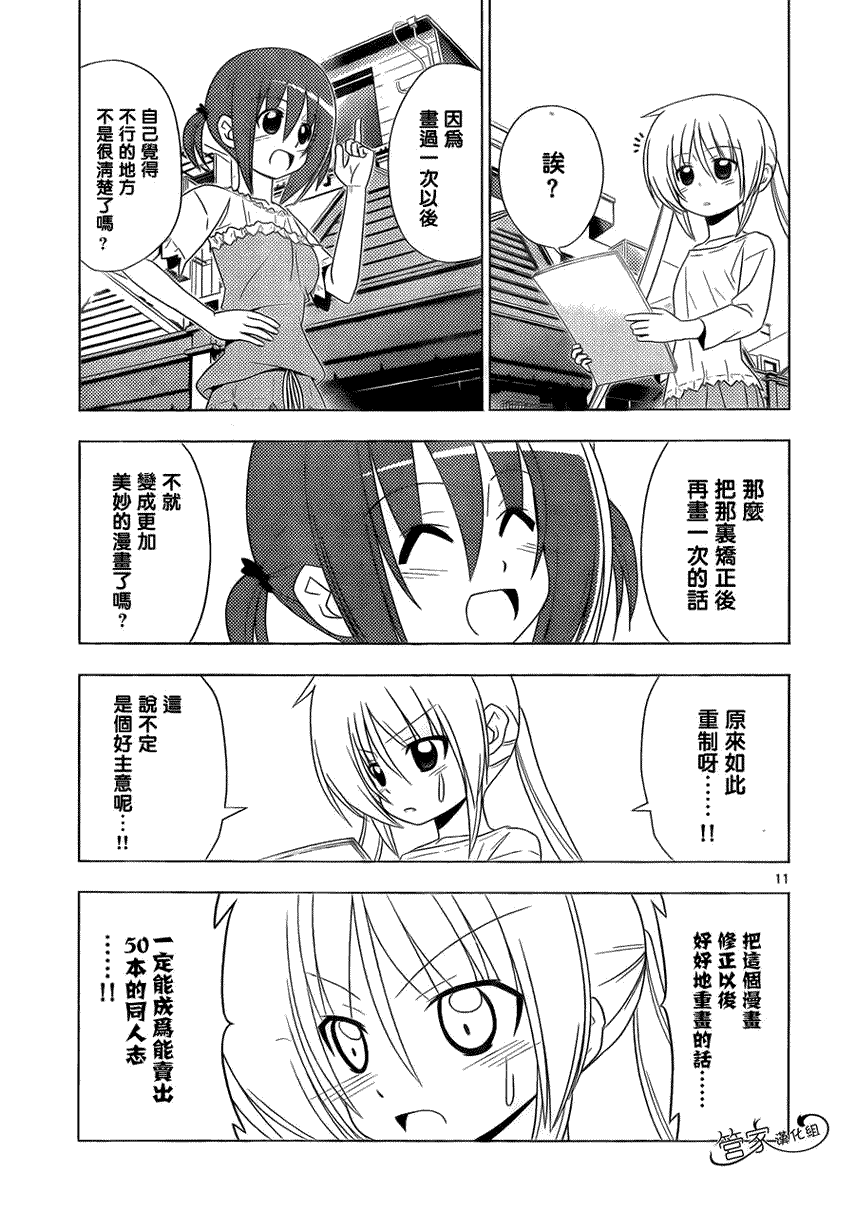 誒？
因爲
畫過一次以後
自己覺得
不行的地方
不是很清楚了嗎？
那麼
把那裏矯正後
再畫一次的話
不就
變成更加
美妙的漫畫了嗎？
原來如此
重制呀……!!
這
說不定
是個好主意呢…!!
11
把這個漫畫
修正以後
好好地重畫的話……
一定能成爲能賣出
50本的同人志
……!!
管家漢化組